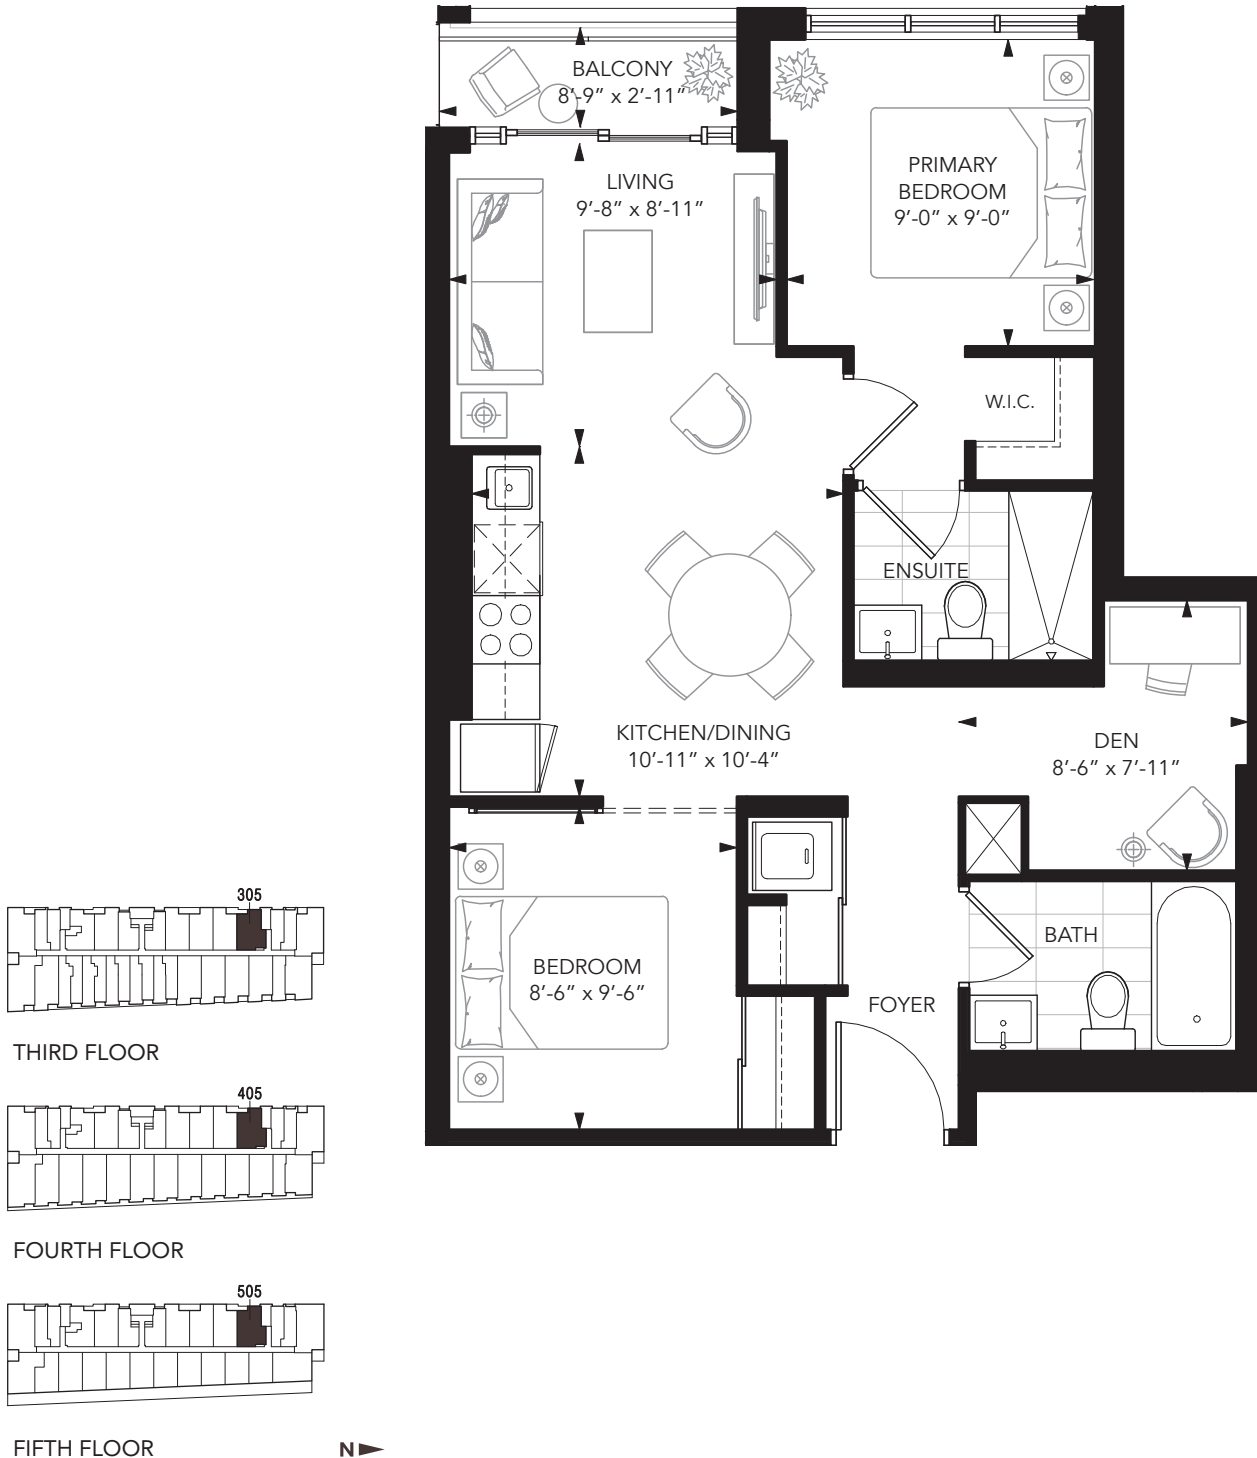 BALCONY
8’-9” x 2’-11”
LIVING
9’-8” x 8’-11”
PRIMARY
BEDROOM
9’-0” x 9’-0”
W.I.C.
ENSUITE
KITCHEN/DINING
10’-11” x 10’-4”
DEN
8’-6” x 7’-11”
BEDROOM
8’-6” x 9’-6”
BATH
FOYER
305
THIRD FLOOR
405
FOURTH FLOOR
505
FIFTH FLOOR
N